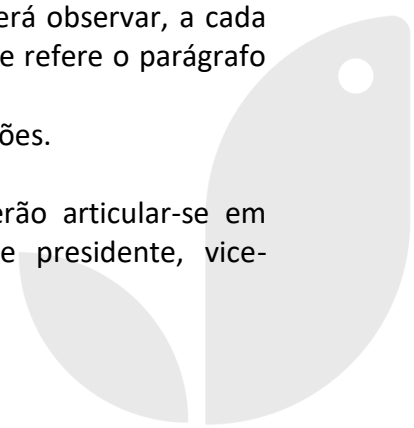 erá observar, a cada
e refere o parágrafo
ões.
erão articular-se em
e presidente, vice-